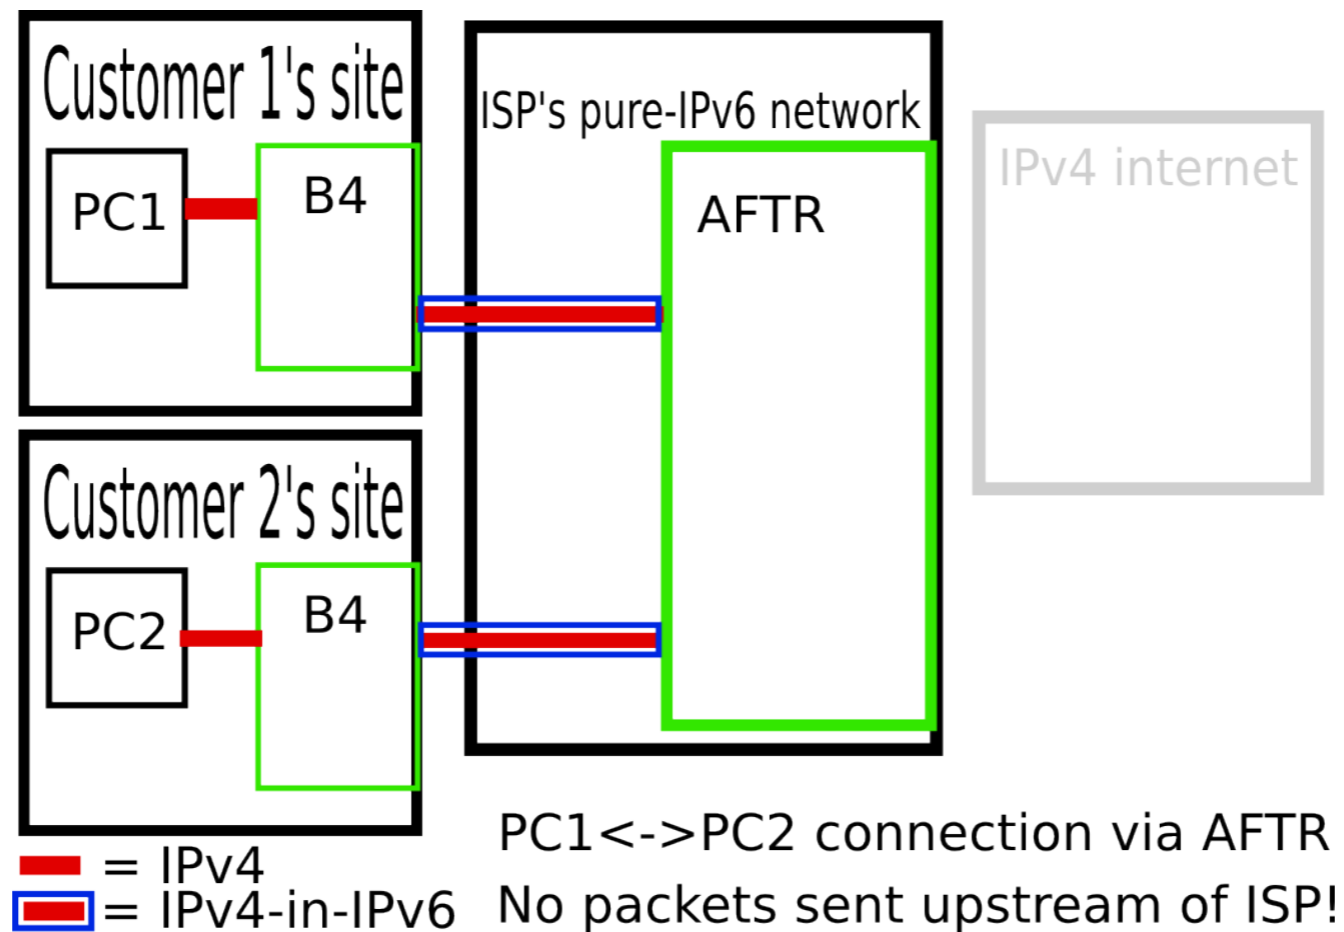 Customer 1's site
PC1
B4
ISP's pure-IPv6 network
AFTR
IPv4 internet
Customer 2's site
PC2
B4
= IPv4
= IPv4-in-IPv6
PC1<->PC2 connection via AFTR
No packets sent upstream of ISP!